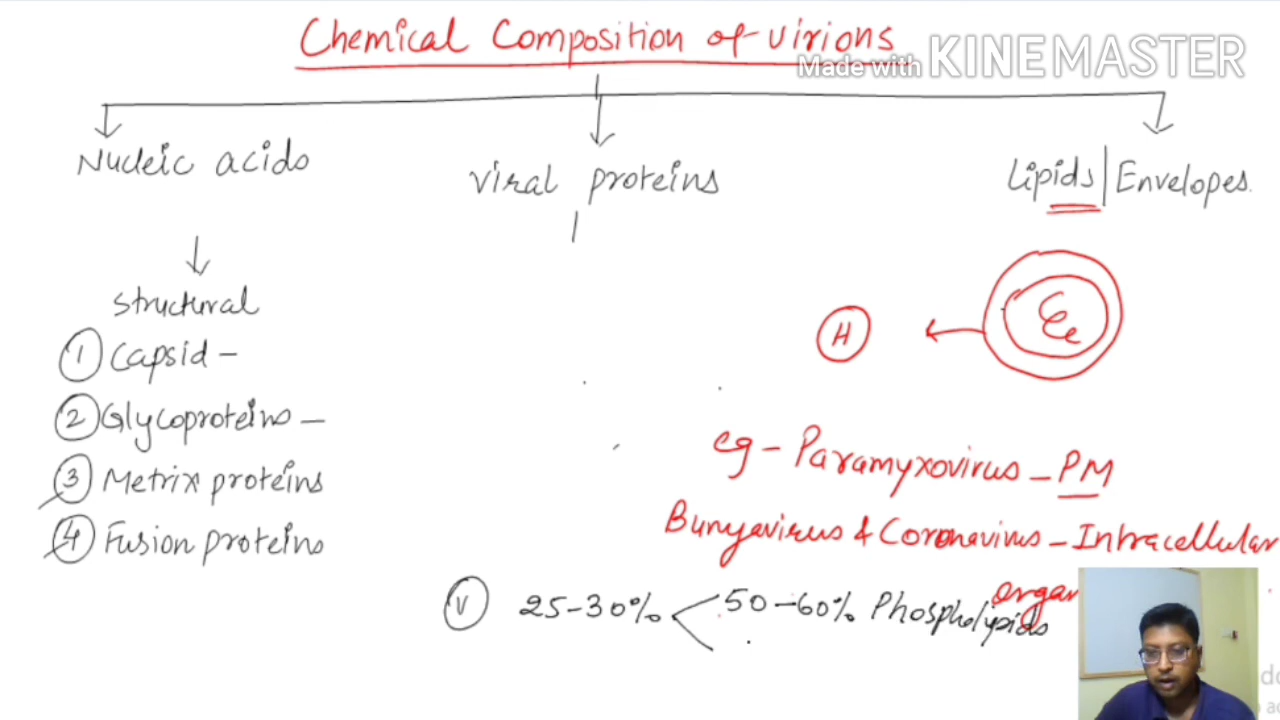 Chemical Composition of virions
Made with KINEMASTER
Nucleic acids
Viral proteins
Lipids | Envelopes.
Structural
1 Capsid -
2 Glycoproteins -
3 Metrix proteins
4 Fusion proteins
H
eg - Paramyxovirus - PM
Bunyavirus & Coronavirus - Intracellular
organ
V 25-30% < 50-60% Phospholipids